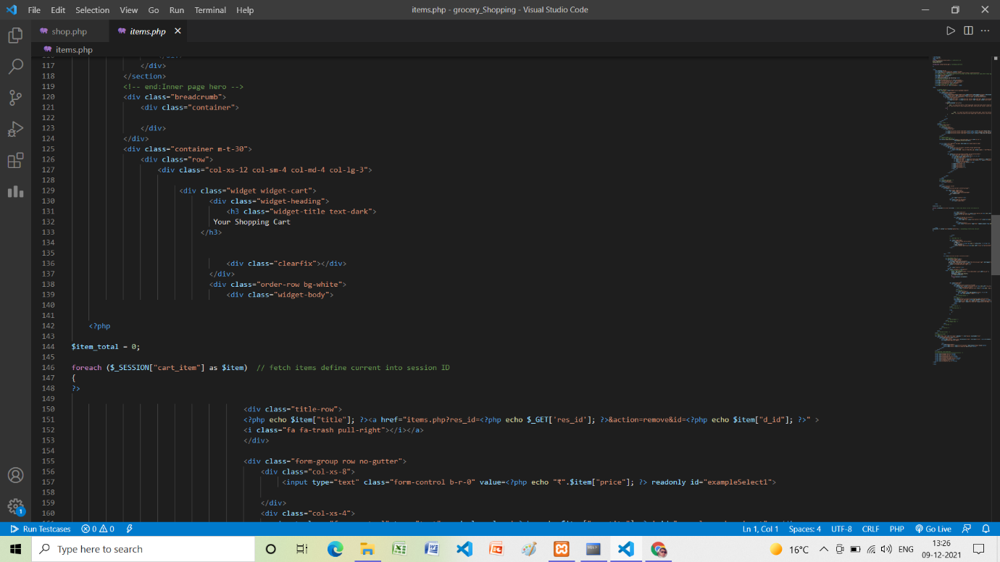 File Edit Selection View Go Run Terminal Help items.php - grocery_Shopping - Visual Studio Code
shop.php items.php
items.php
117 </div>
118 </section>
119 <!-- end:Inner page hero -->
120 <div class="breadcrumb">
121 <div class="container">
122
123 </div>
124 </div>
125 <div class="container m-t-30">
126 <div class="row">
127 <div class="col-xs-12 col-sm-4 col-md-4 col-lg-3">
128
129 <div class="widget widget-cart">
130 <div class="widget-heading">
131 <h3 class="widget-title text-dark">
132 Your Shopping Cart
133 </h3>
134
135
136 <div class="clearfix"></div>
137 </div>
138 <div class="order-row bg-white">
139 <div class="widget-body">
140
141
142 <?php
143
144 $item_total = 0;
145
146 foreach ($_SESSION["cart_item"] as $item) // fetch items define current into session ID
147 {
148 ?>
149
150 <div class="title-row">
151 <?php echo $item["title"]; ?><a href="items.php?res_id=<?php echo $_GET['res_id']; ?>&action=remove&id=<?php echo $item["d_id"]; ?>" >
152 <i class="fa fa-trash pull-right"></i></a>
153 </div>
154
155 <div class="form-group row no-gutter">
156 <div class="col-xs-8">
157 <input type="text" class="form-control b-r-0" value=<?php echo "₹".$item["price"]; ?> readonly id="exampleSelect1">
158
159 </div>
160 <div class="col-xs-4">
1
Run Testcases 0 0 Ln 1, Col 1 Spaces: 4 UTF-8 CRLF PHP Go Live
Type here to search 16°C ENG 13:26
09-12-2021